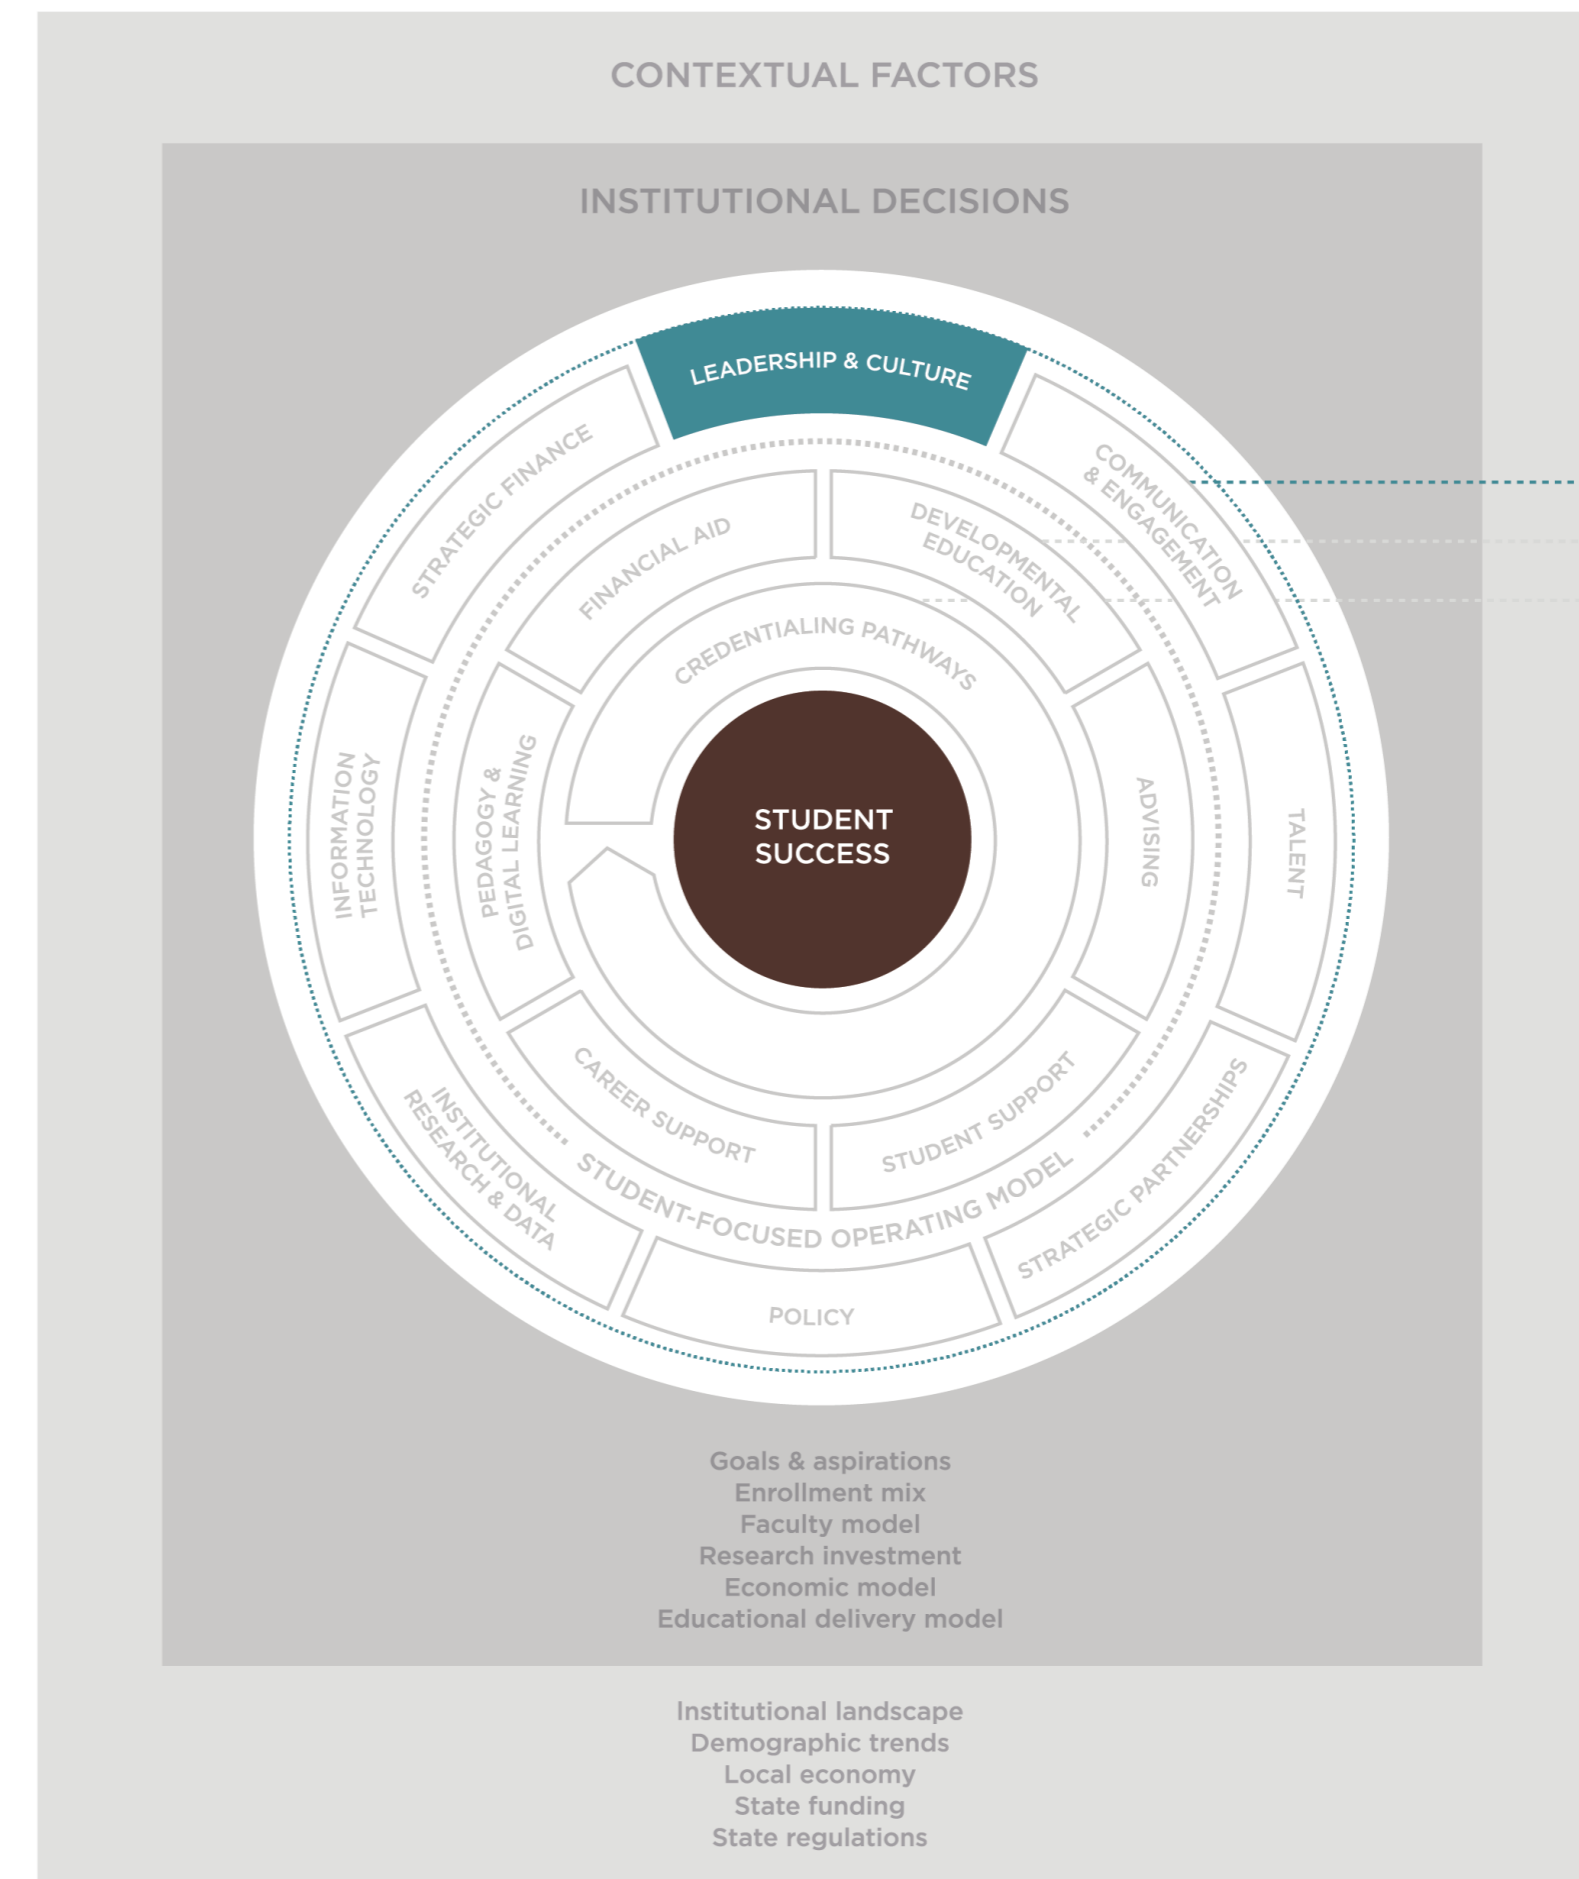 CONTEXTUAL FACTORS
INSTITUTIONAL DECISIONS
LEADERSHIP & CULTURE
STRATEGIC FINANCE
COMMUNICATION
& ENGAGEMENT
FINANCIAL AID
DEVELOPMENTAL
EDUCATION
CREDENTIALING PATHWAYS
INFORMATION
TECHNOLOGY
PEDAGOGY &
DIGITAL LEARNING
STUDENT
SUCCESS
ADVISING
TALENT
INSTITUTIONAL
RESEARCH & DATA
CAREER SUPPORT
STUDENT SUPPORT
STRATEGIC PARTNERSHIPS
STUDENT-FOCUSED OPERATING MODEL
POLICY
Goals & aspirations
Enrollment mix
Faculty model
Research investment
Economic model
Educational delivery model
Institutional landscape
Demographic trends
Local economy
State funding
State regulations